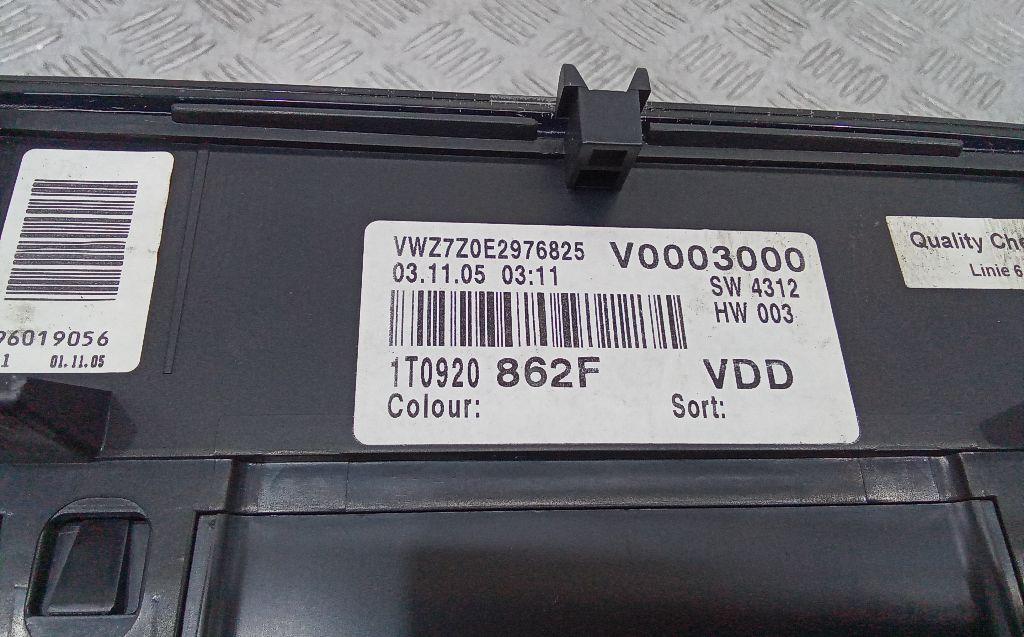 96019056
1 01.11.05
VWZ7Z0E2976825 V0003000
03.11.05 03:11 SW 4312
HW 003
1T0920 862F VDD
Colour: Sort:
Quality Che
Linie 6